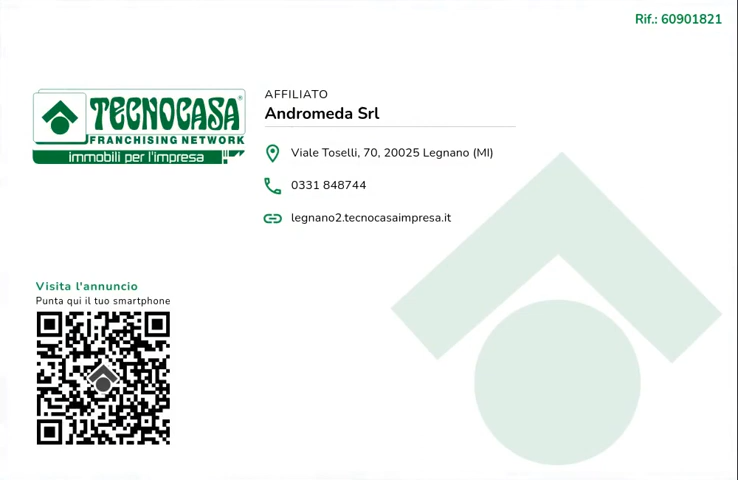 Rif.: 60901821
TECNOCASA®
FRANCHISING NETWORK
immobili per l'impresa
AFFILIATO
Andromeda Srl
Viale Toselli, 70, 20025 Legnano (MI)
0331 848744
legnano2.tecnocasaimpresa.it
Visita l'annuncio
Punta qui il tuo smartphone